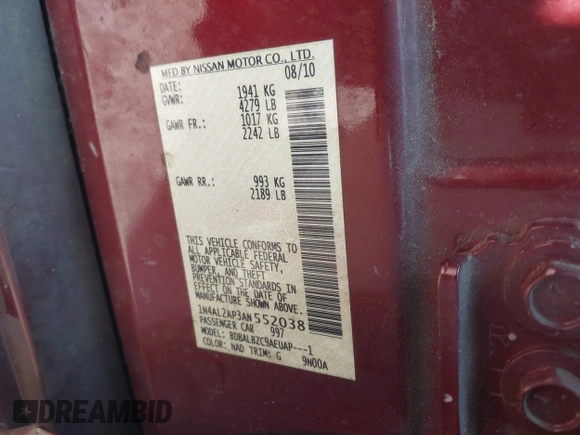 MFD BY NISSAN MOTOR CO., LTD.
DATE: 08/10
GVWR: 1941 KG
4279 LB
GAWR FR.: 1017 KG
2242 LB
GAWR RR.: 993 KG
2189 LB
THIS VEHICLE CONFORMS TO
ALL APPLICABLE FEDERAL
MOTOR VEHICLE SAFETY,
BUMPER, AND THEFT
PREVENTION STANDARDS IN
EFFECT ON THE DATE OF
MANUFACTURE SHOWN ABOVE.
1N4AL2AP3AN552038
PASSENGER CAR 997
MODEL: BDBALBZC9AEUAP---1
COLOR: NAD TRIM: G 9N00A
DREAMBID